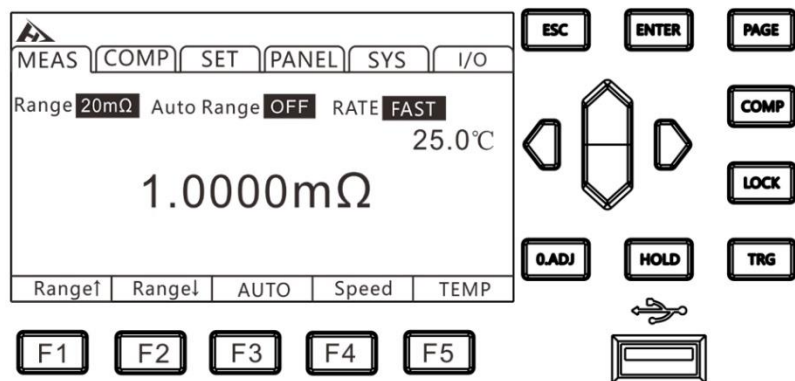 MEAS COMP SET PANEL SYS I/O
Range 20mΩ Auto Range OFF RATE FAST
25.0℃
1.0000mΩ
Range↑ Range↓ AUTO Speed TEMP
F1 F2 F3 F4 F5
ESC ENTER PAGE
COMP
LOCK
0.ADJ HOLD TRG